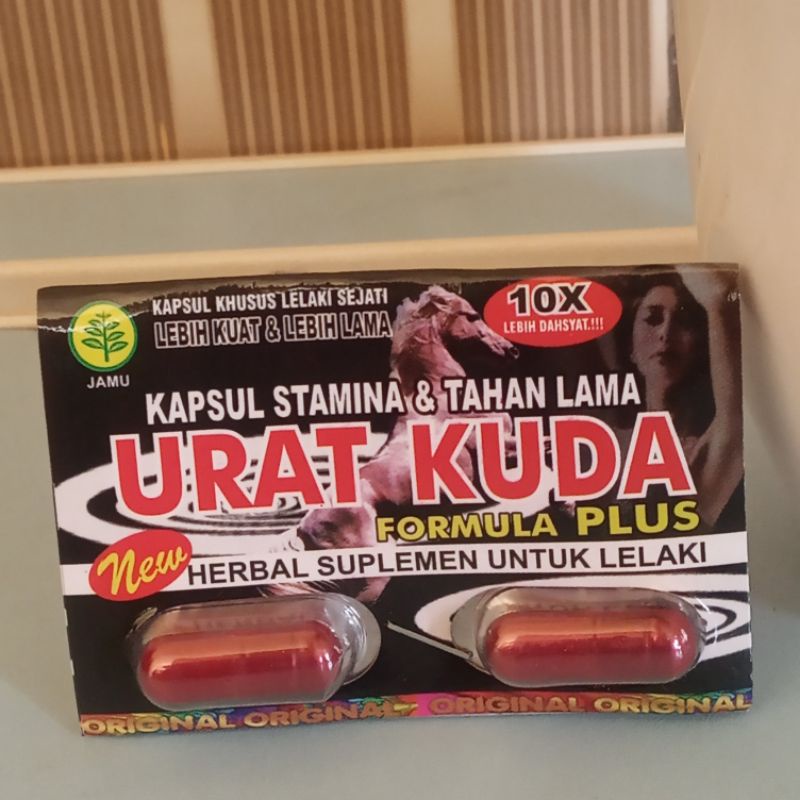 KAPSUL KHUSUS LELAKI SEJATI
LEBIH KUAT & LEBIH LAMA
10X
LEBIH DAHSYAT.!!!
JAMU
KAPSUL STAMINA & TAHAN LAMA
URAT KUDA
FORMULA PLUS
New
HERBAL SUPLEMEN UNTUK LELAKI
ORIGINAL ORIGINAL ORIGINAL ORIGINAL